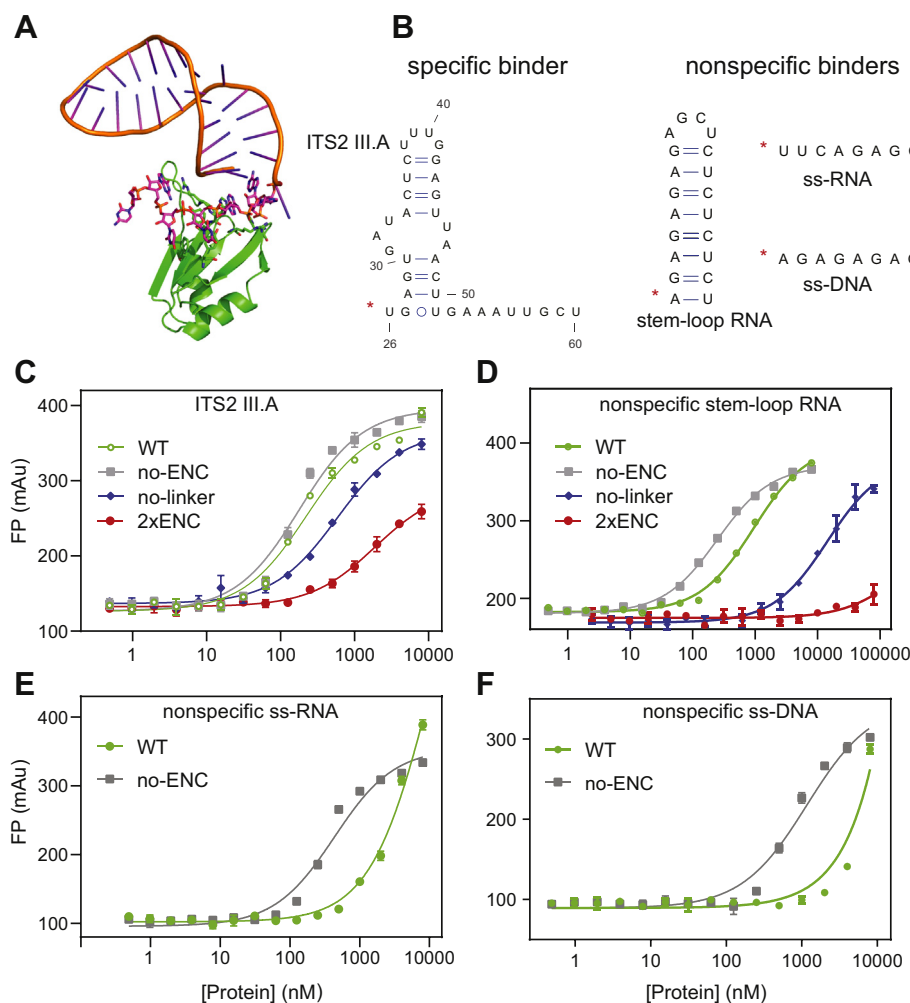 A
B
specific binder
nonspecific binders
ITS2 III.A
40
30
50
26
60
* U G U G A A A U U G C U
stem-loop RNA
* U U C A G A G
ss-RNA
* A G A G A G A
ss-DNA
C
ITS2 III.A
WT
no-ENC
no-linker
2xENC
FP (mAu)
400
300
200
100
1
10
100
1000
10000
D
nonspecific stem-loop RNA
WT
no-ENC
no-linker
2xENC
400
300
200
1
10
100
1000
10000
100000
E
nonspecific ss-RNA
WT
no-ENC
FP (mAu)
400
300
200
100
1
10
100
1000
10000
[Protein] (nM)
F
nonspecific ss-DNA
WT
no-ENC
300
200
100
1
10
100
1000
10000
[Protein] (nM)